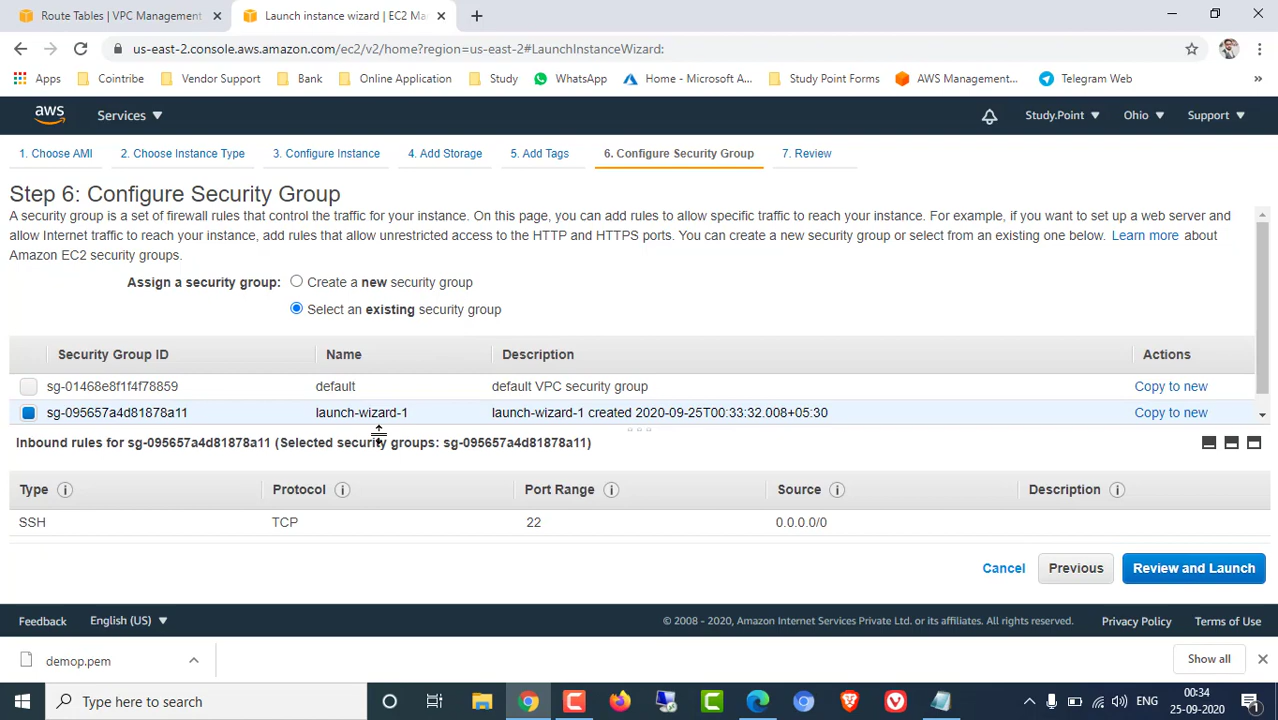 Route Tables | VPC Management
Launch instance wizard | EC2 Ma
us-east-2.console.aws.amazon.com/ec2/v2/home?region=us-east-2#LaunchInstanceWizard:
Apps Cointribe Vendor Support Bank Online Application Study WhatsApp Home - Microsoft A... Study Point Forms AWS Management... Telegram Web »
aws Services Study.Point Ohio Support
1. Choose AMI 2. Choose Instance Type 3. Configure Instance 4. Add Storage 5. Add Tags 6. Configure Security Group 7. Review
Step 6: Configure Security Group
A security group is a set of firewall rules that control the traffic for your instance. On this page, you can add rules to allow specific traffic to reach your instance. For example, if you want to set up a web server and
allow Internet traffic to reach your instance, add rules that allow unrestricted access to the HTTP and HTTPS ports. You can create a new security group or select from an existing one below. Learn more about
Amazon EC2 security groups.
Assign a security group: Create a new security group
Select an existing security group
Security Group ID Name Description Actions
sg-01468e8f1f4f78859 default default VPC security group Copy to new
sg-095657a4d81878a11 launch-wizard-1 launch-wizard-1 created 2020-09-25T00:33:32.008+05:30 Copy to new
Inbound rules for sg-095657a4d81878a11 (Selected security groups: sg-095657a4d81878a11)
Type Protocol Port Range Source Description
SSH TCP 22 0.0.0.0/0
Cancel Previous Review and Launch
Feedback English (US) © 2008 - 2020, Amazon Internet Services Private Ltd. or its affiliates. All rights reserved. Privacy Policy Terms of Use
demop.pem Show all
Type here to search ENG 00:34
25-09-2020